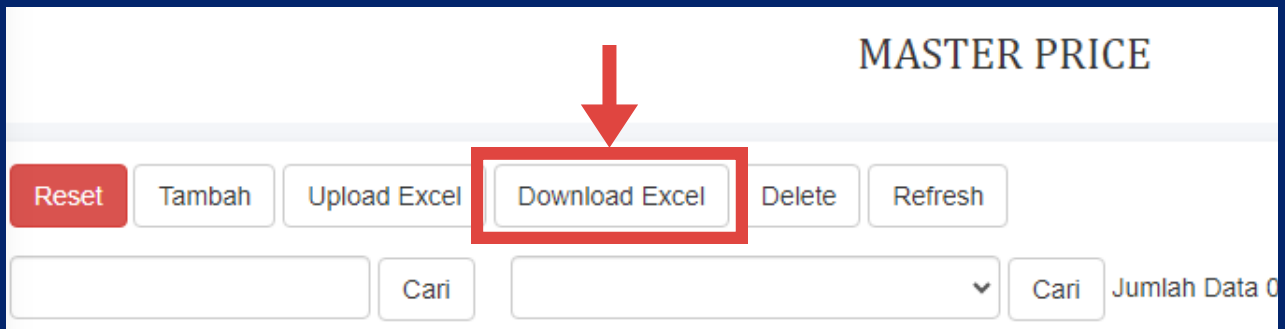 MASTER PRICE
Reset Tambah Upload Excel Download Excel Delete Refresh
Cari Cari Jumlah Data 0